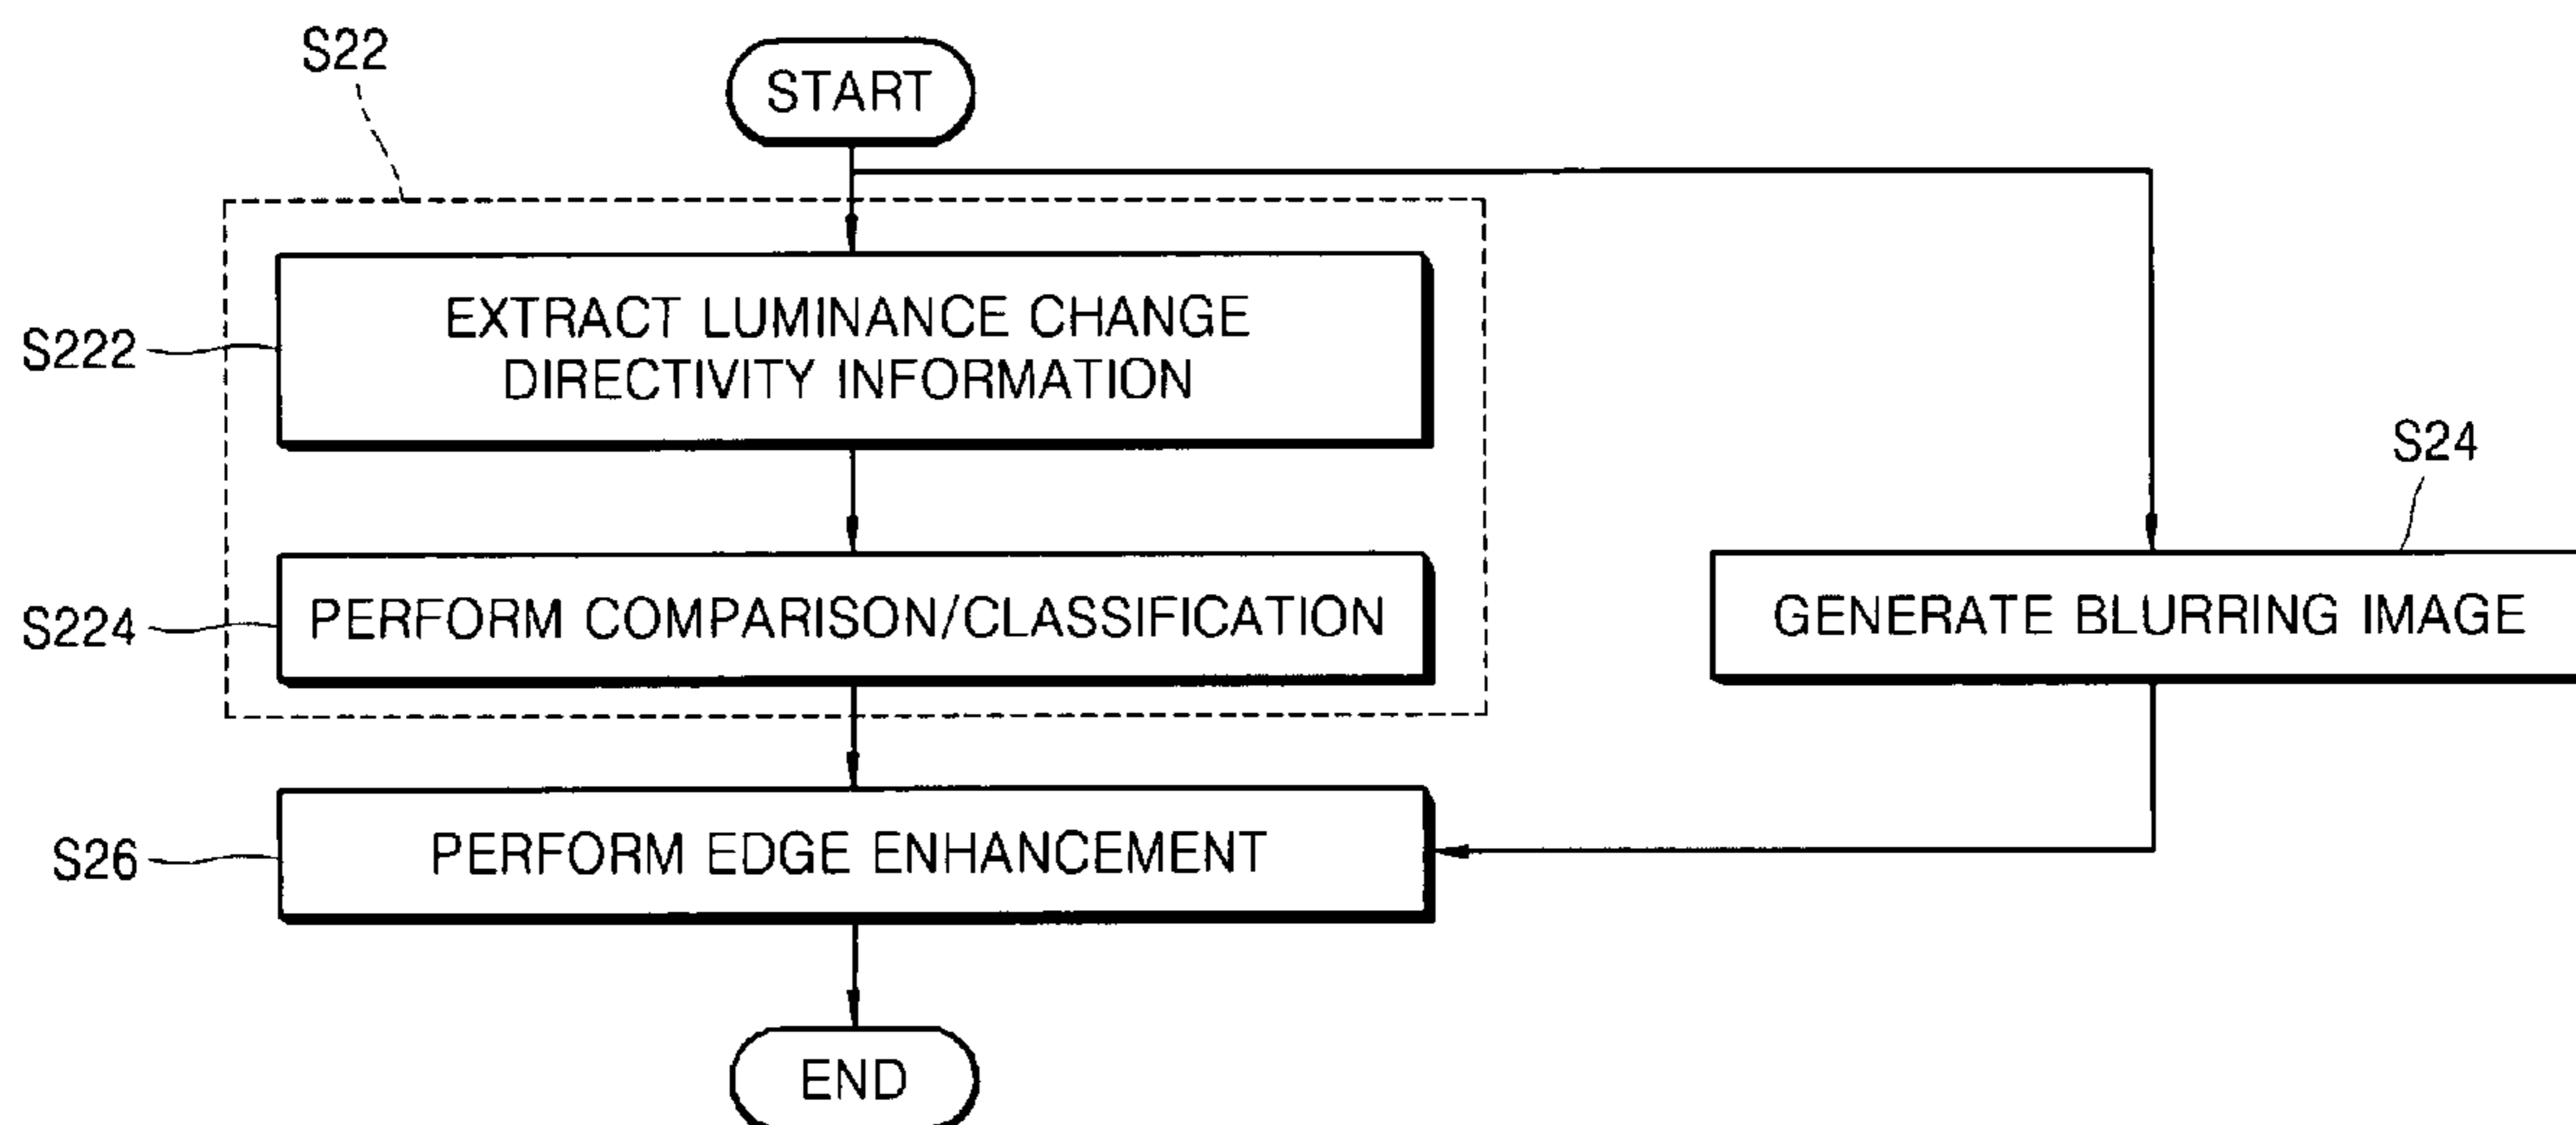 S22
START
S222
EXTRACT LUMINANCE CHANGE
DIRECTIVITY INFORMATION
S24
S224
PERFORM COMPARISON/CLASSIFICATION
GENERATE BLURRING IMAGE
S26
PERFORM EDGE ENHANCEMENT
END